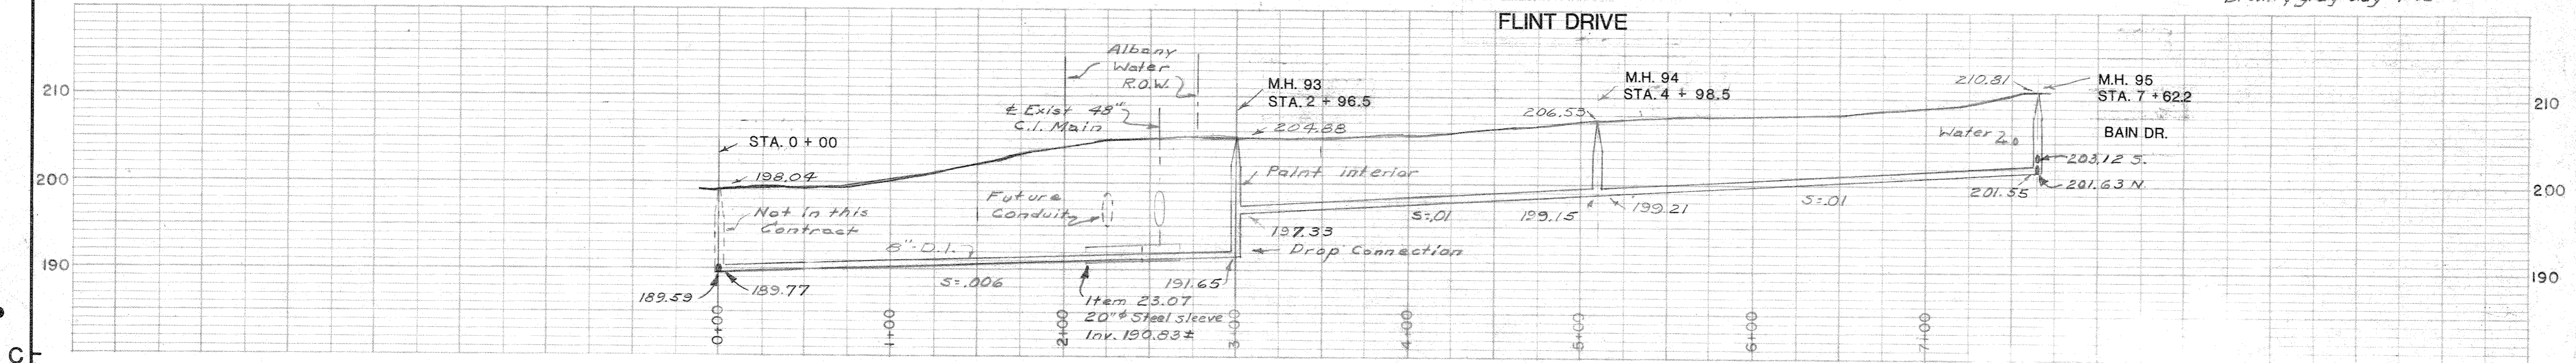 FLINT DRIVE
Albany
Water
R.O.W.
M.H. 93
STA. 2 + 96.5
M.H. 94
STA. 4 + 98.5
210.81
M.H. 95
STA. 7 + 62.2
210
210
℄ Exist 48"
C.I. Main
204.88
206.53
STA. 0 + 00
Water
BAIN DR.
203.12 S.
198.04
Paint interior
200
201.55
201.63 N.
200
Not in this
Contract
Future
Conduit
S=.01
199.15
199.21
S=.01
197.33
8"-D.I.
Drop Connection
190
190
189.59
189.77
S=.006
191.65
Item 23.07
20"⌀ Steel sleeve
Inv. 190.83±
0+00
1+00
2+00
3+00
4+00
5+00
6+00
7+00
C